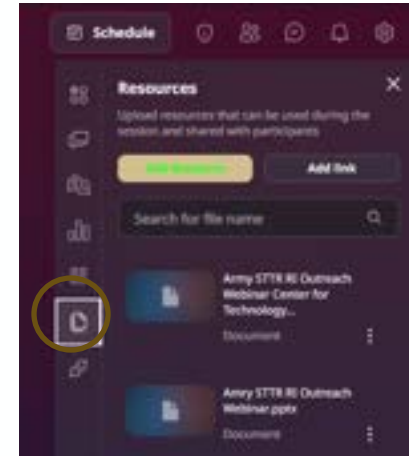 Schedule
Resources
Upload resources that can be used during the
session and shared with participants
Add link
Search for file name
Army STTR RI Outreach
Webinar Center for
Technology...
Document
Amry STTR RI Outreach
Webinar.pptx
Document